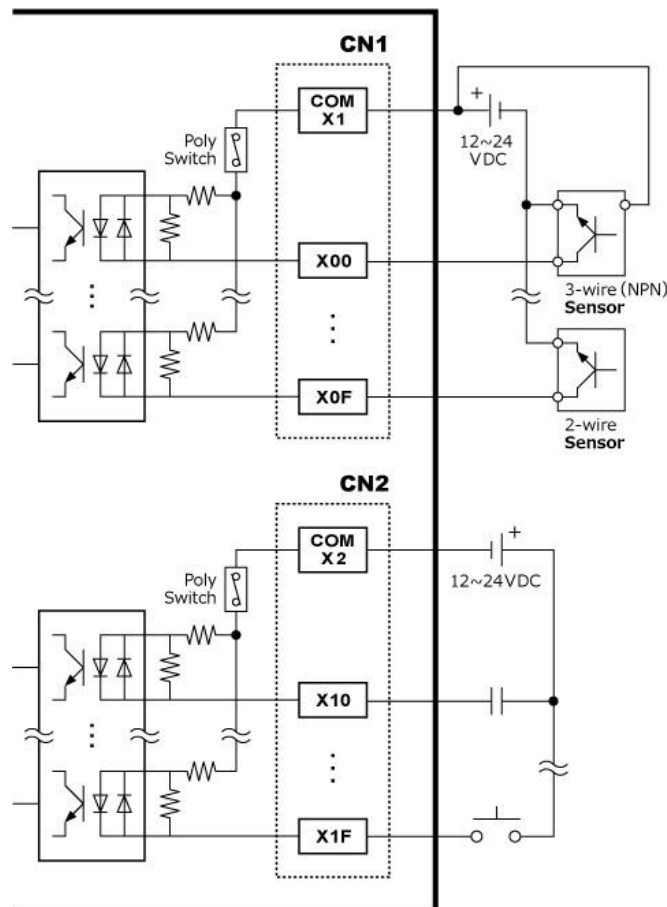 CN1
COM
X1
+
12~24
VDC
Poly
Switch
X00
3-wire (NPN)
Sensor
X0F
2-wire
Sensor
CN2
COM
X2
+
12~24VDC
Poly
Switch
X10
X1F